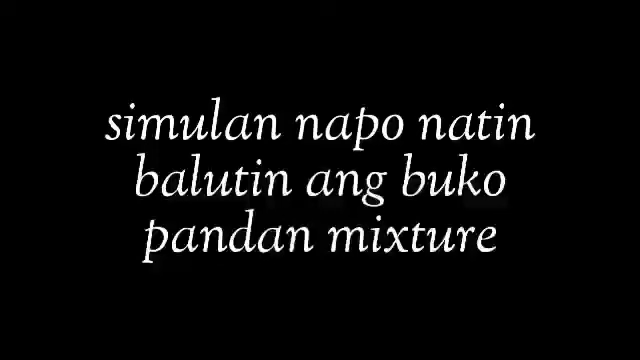 simulan napo natin
balutin ang buko
pandan mixture